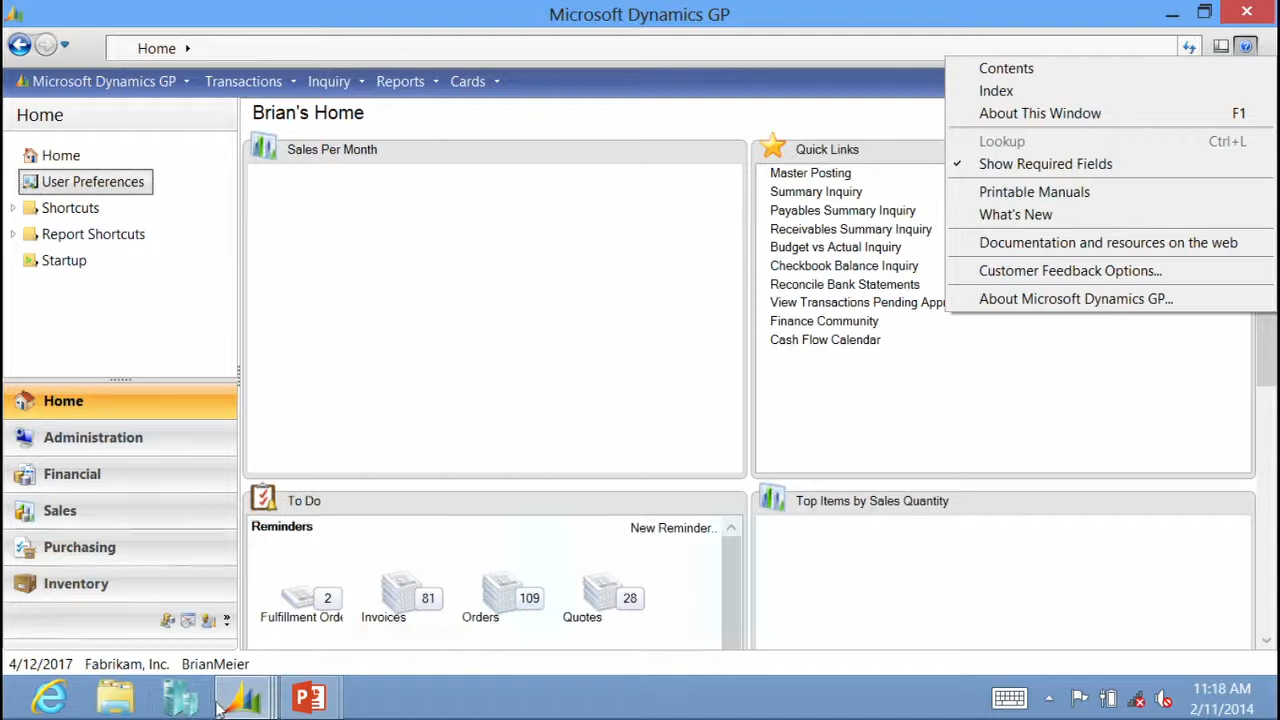 Microsoft Dynamics GP
Home
Microsoft Dynamics GP Transactions Inquiry Reports Cards
Home
Home
User Preferences
Shortcuts
Report Shortcuts
Startup
Home
Administration
Financial
Sales
Purchasing
Inventory
Brian's Home
Sales Per Month
Quick Links
Master Posting
Summary Inquiry
Payables Summary Inquiry
Receivables Summary Inquiry
Budget vs Actual Inquiry
Checkbook Balance Inquiry
Reconcile Bank Statements
View Transactions Pending Appr
Finance Community
Cash Flow Calendar
Contents
Index
About This Window F1
Lookup Ctrl+L
Show Required Fields
Printable Manuals
What's New
Documentation and resources on the web
Customer Feedback Options...
About Microsoft Dynamics GP...
To Do
Reminders New Reminder..
2 81 109 28
Fulfillment Orde Invoices Orders Quotes
Top Items by Sales Quantity
4/12/2017 Fabrikam, Inc. BrianMeier
11:18 AM
2/11/2014